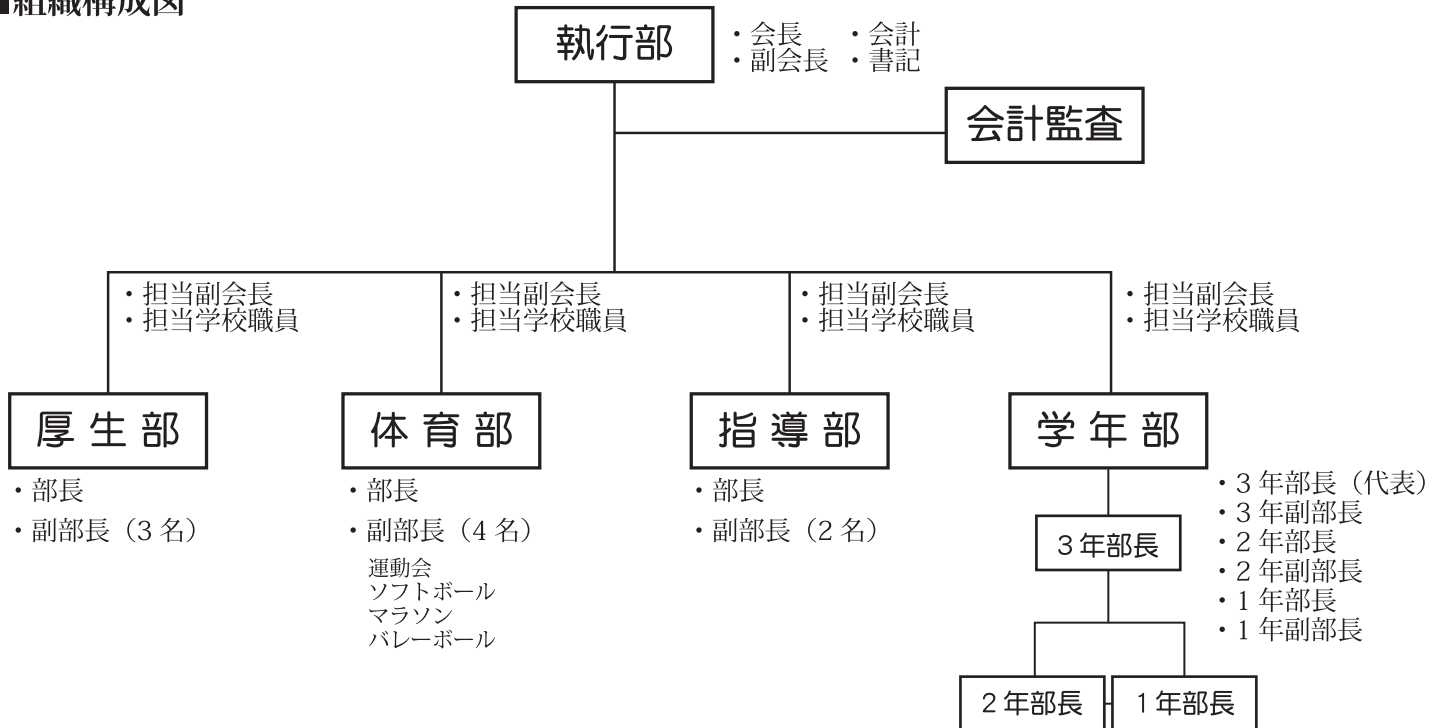 ■組織構成図
執行部
・会長 ・会計
・副会長 ・書記
会計監査
・担当副会長
・担当学校職員
・担当副会長
・担当学校職員
・担当副会長
・担当学校職員
・担当副会長
・担当学校職員
厚生部
・部長
・副部長（3名）
体育部
・部長
・副部長（4名）
運動会
ソフトボール
マラソン
バレーボール
指導部
・部長
・副部長（2名）
学年部
・3年部長（代表）
・3年副部長
・2年部長
・2年副部長
・1年部長
・1年副部長
3年部長
2年部長
1年部長